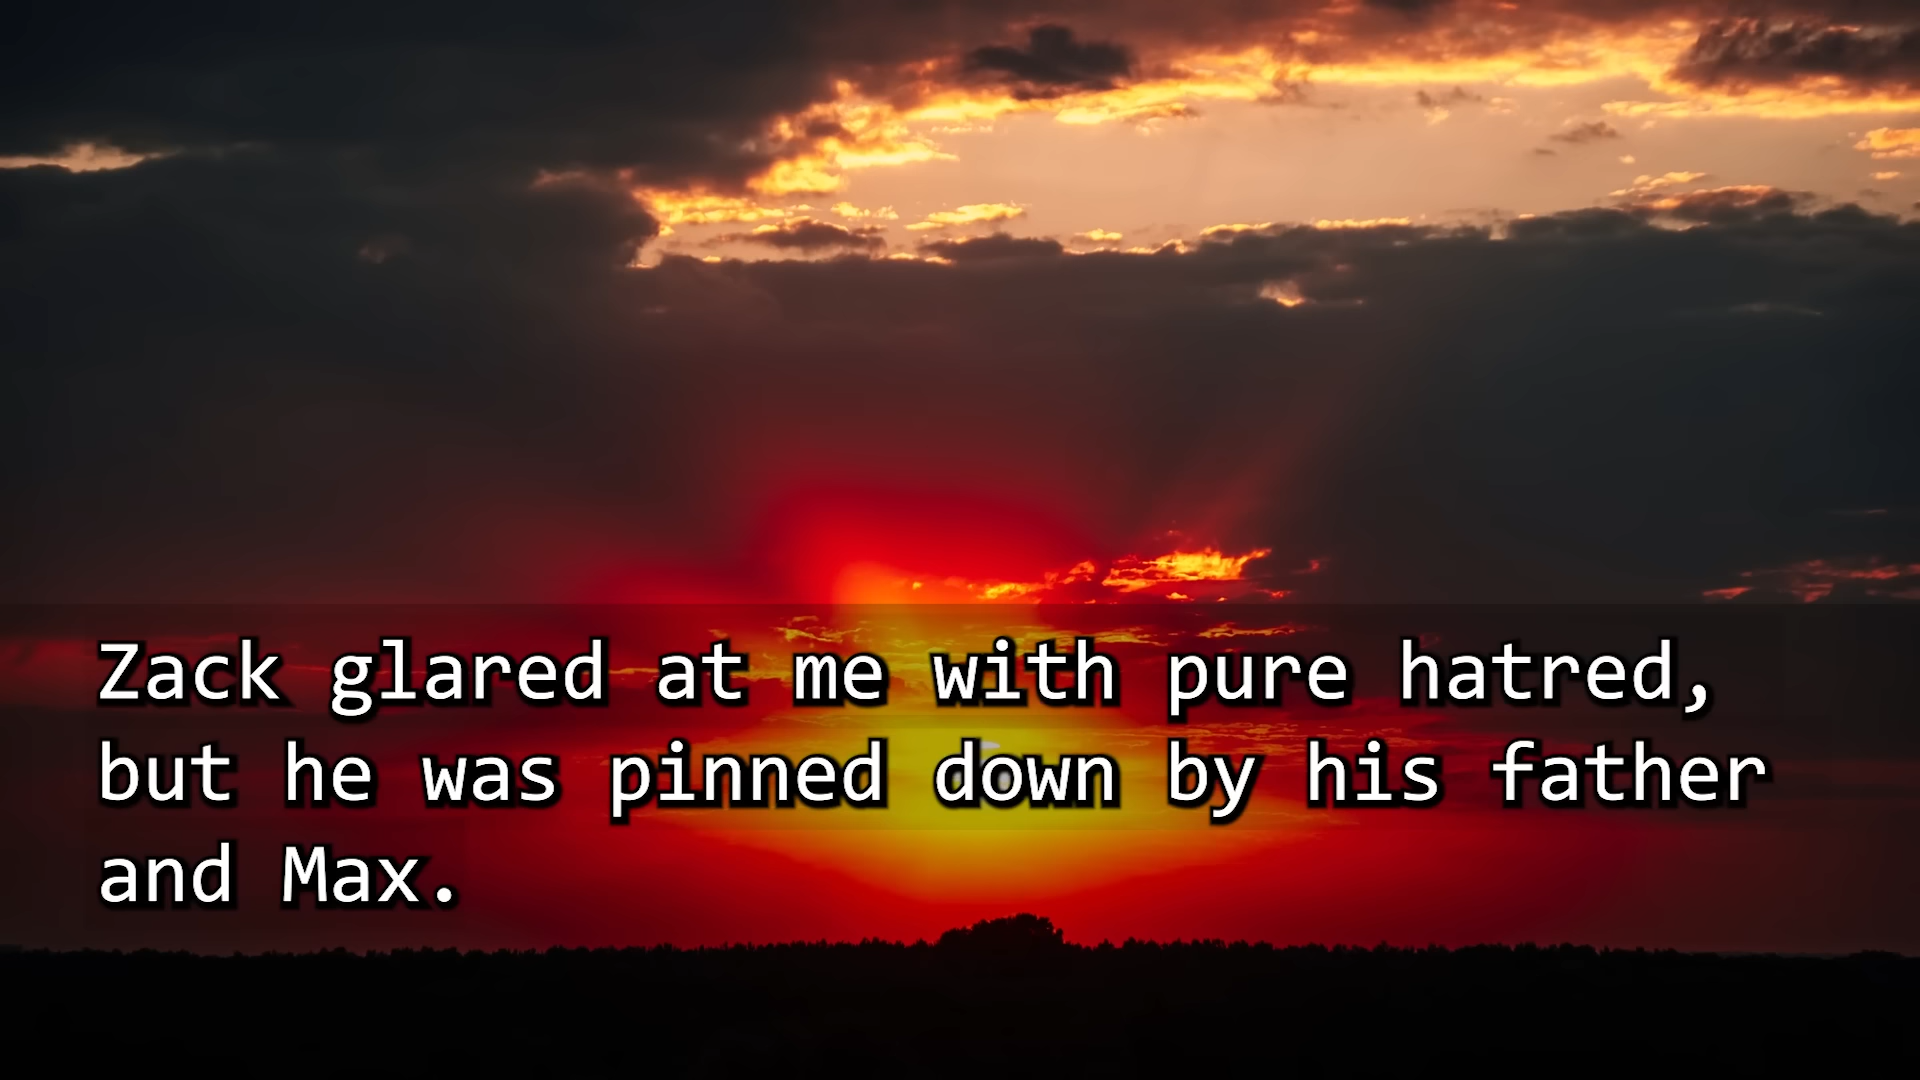 Zack glared at me with pure hatred,
but he was pinned down by his father
and Max.